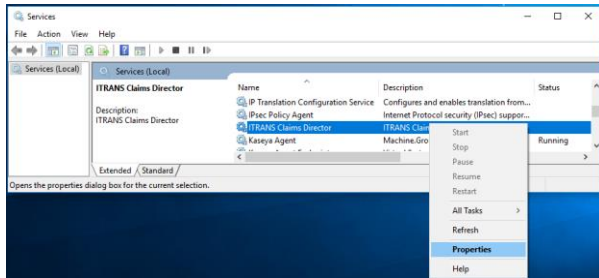 Services
File Action View Help
Services (Local)
Services (Local)
ITRANS Claims Director
Description:
ITRANS Claims Director
Name Description Status
IP Translation Configuration Service Configures and enables translation from...
IPsec Policy Agent Internet Protocol security (IPsec) suppor...
ITRANS Claims Director ITRANS Clai
Kaseya Agent Machine.Gro Running
Extended Standard
Opens the properties dialog box for the current selection.
Start
Stop
Pause
Resume
Restart
All Tasks
Refresh
Properties
Help